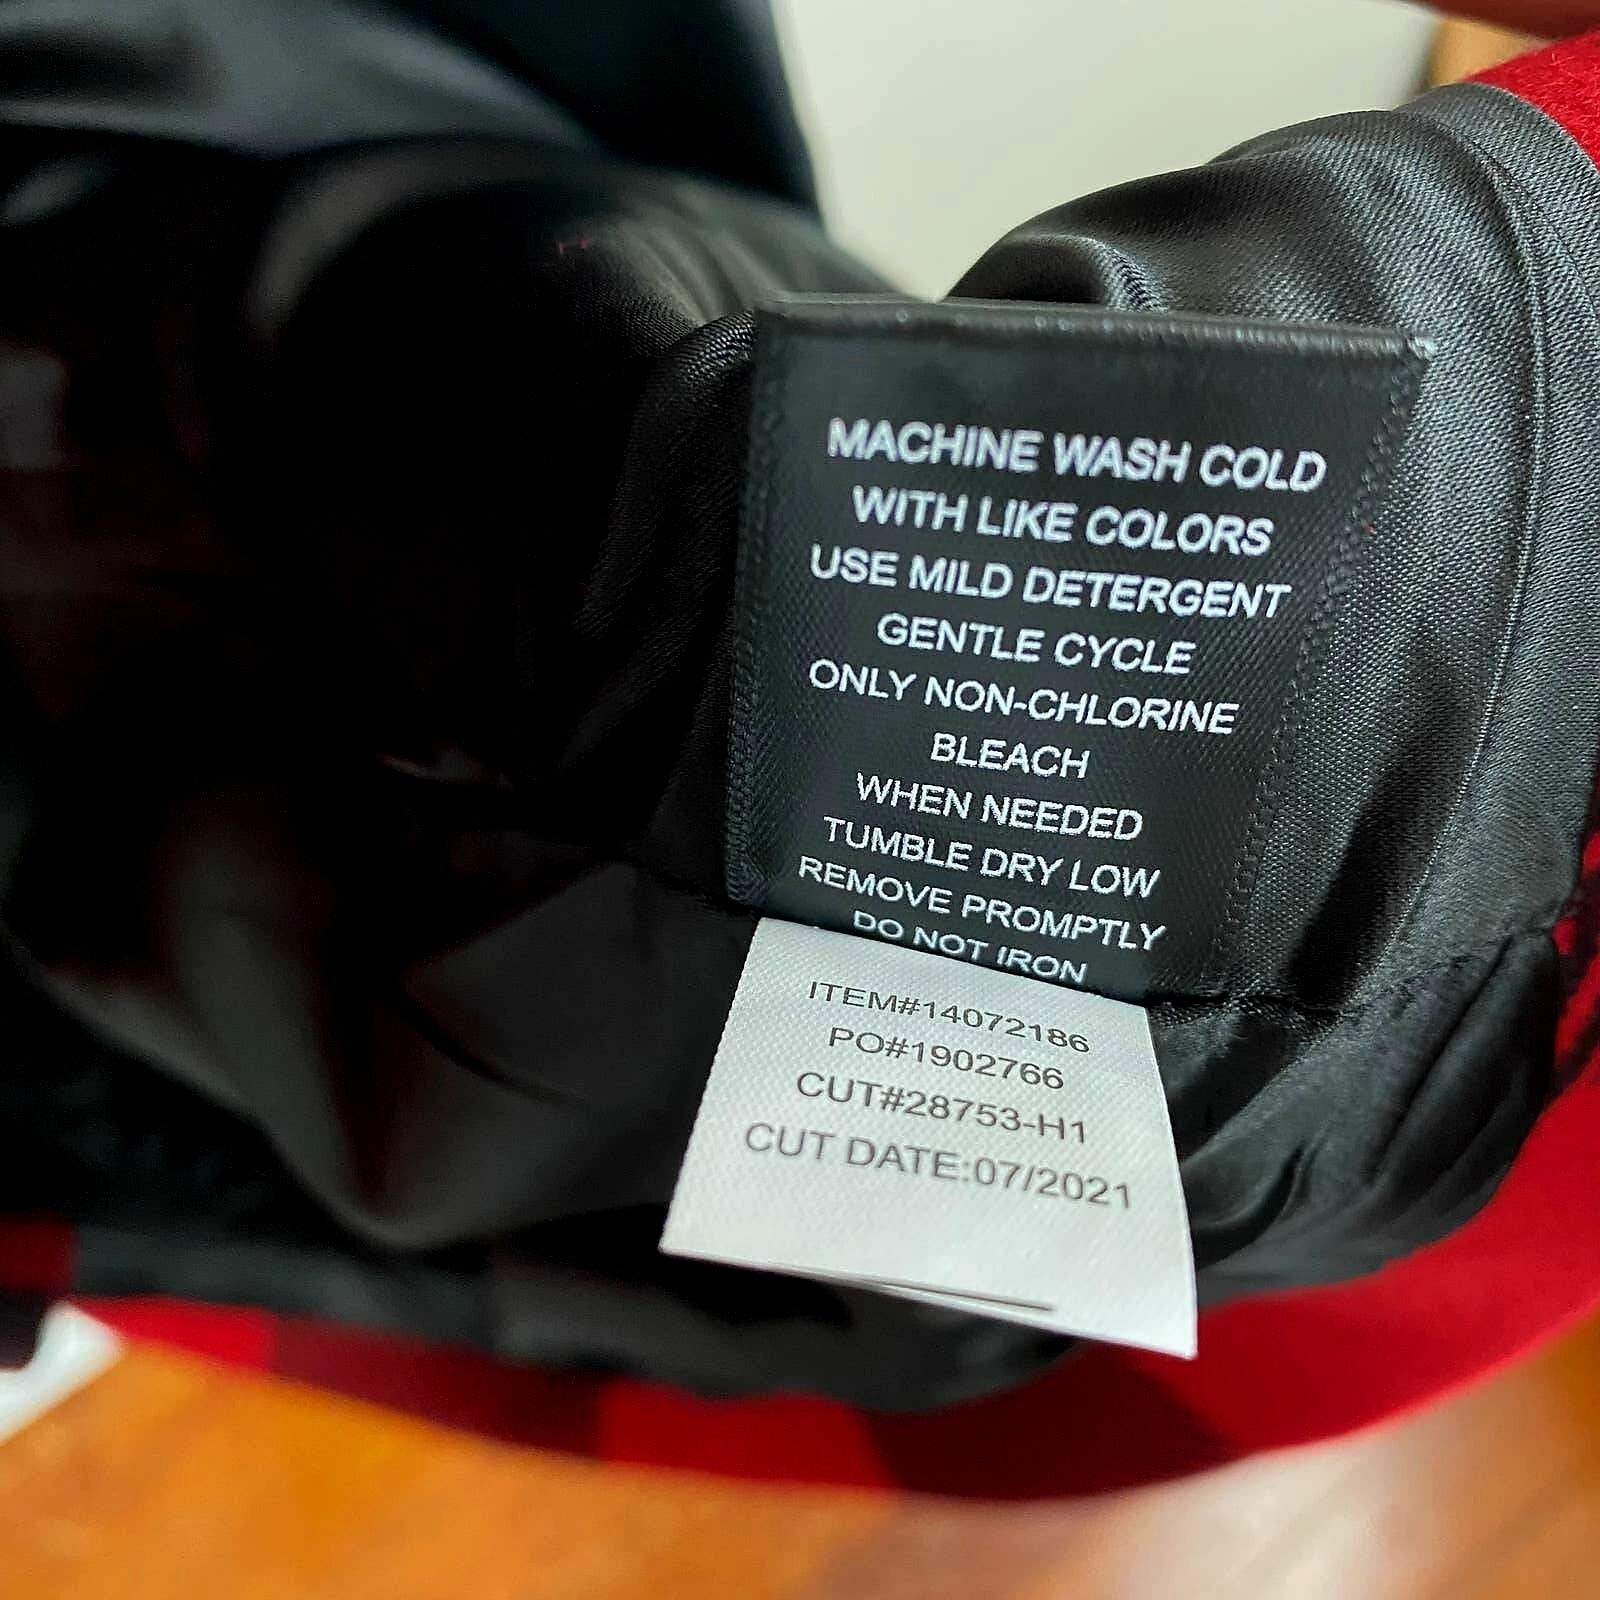 MACHINE WASH COLD
WITH LIKE COLORS
USE MILD DETERGENT
GENTLE CYCLE
ONLY NON-CHLORINE
BLEACH
WHEN NEEDED
TUMBLE DRY LOW
REMOVE PROMPTLY
DO NOT IRON
ITEM#14072186
PO#1902766
CUT#28753-H1
CUT DATE:07/2021